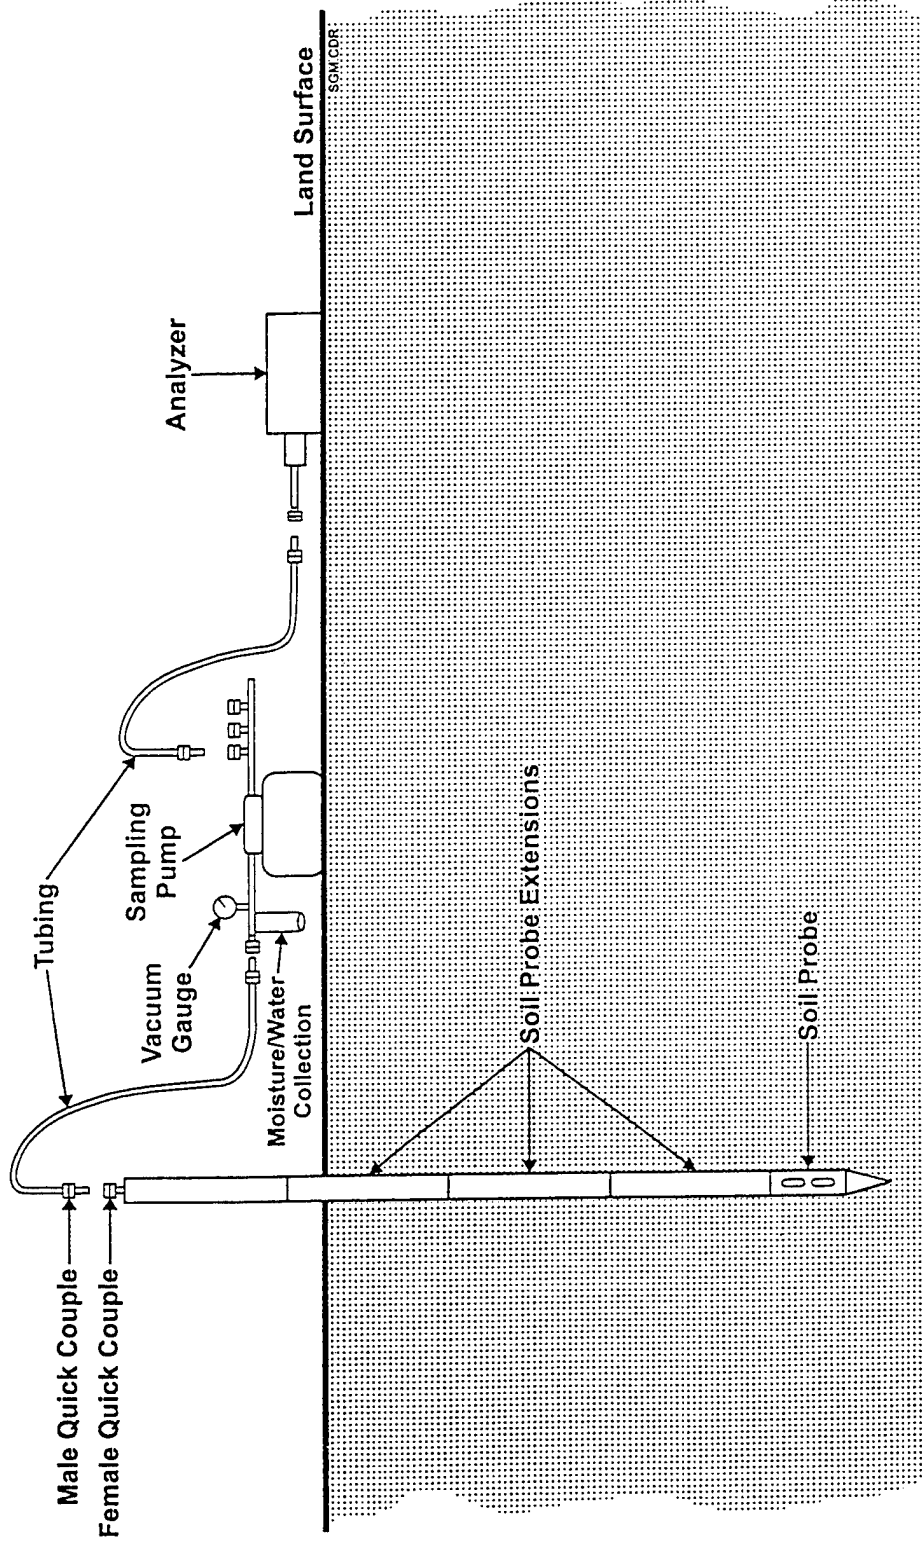 Male Quick Couple
Female Quick Couple
Tubing
Vacuum
Gauge
Sampling
Pump
Moisture/Water
Collection
Analyzer
Land Surface
SGM.CDR
Soil Probe Extensions
Soil Probe